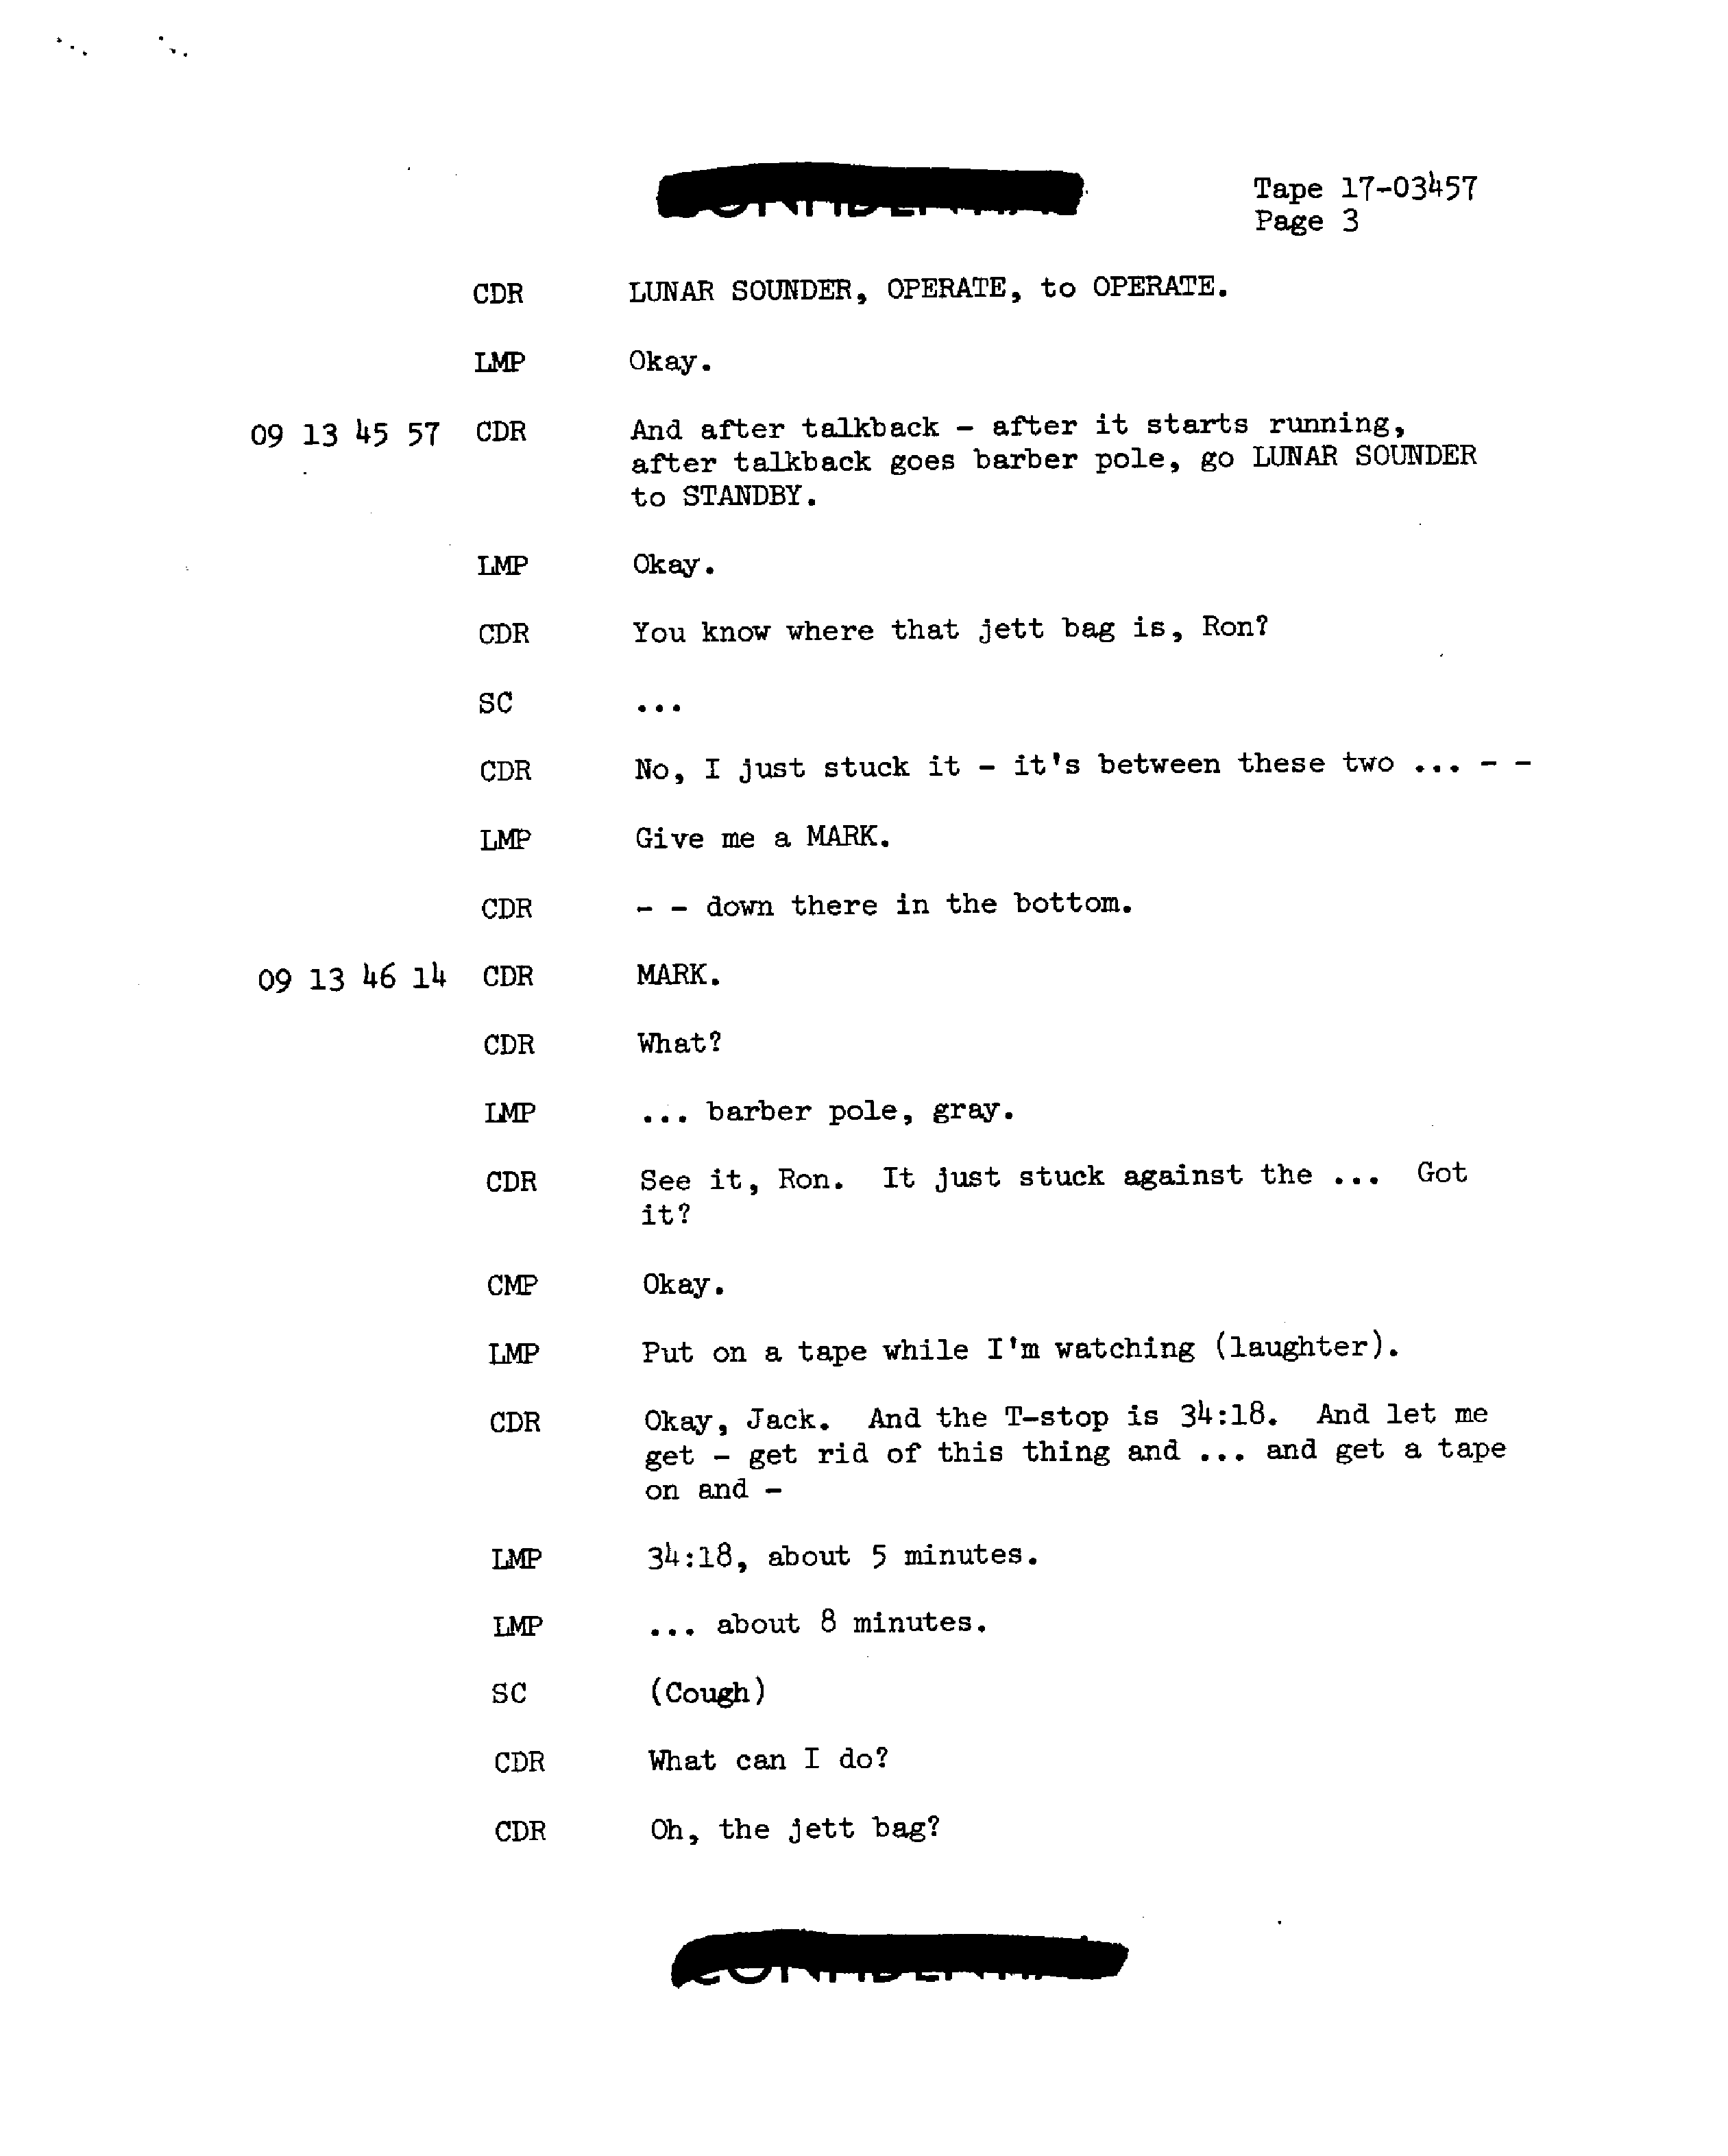 Tape 17-03457
Page 3
CDR LUNAR SOUNDER, OPERATE, to OPERATE.
LMP Okay.
09 13 45 57 CDR And after talkback - after it starts running,
after talkback goes barber pole, go LUNAR SOUNDER
to STANDBY.
LMP Okay.
CDR You know where that jett bag is, Ron?
SC ...
CDR No, I just stuck it - it's between these two ... - -
LMP Give me a MARK.
CDR - - down there in the bottom.
09 13 46 14 CDR MARK.
CDR What?
LMP ... barber pole, gray.
CDR See it, Ron. It just stuck against the ... Got
it?
CMP Okay.
LMP Put on a tape while I'm watching (laughter).
CDR Okay, Jack. And the T-stop is 34:18. And let me
get - get rid of this thing and ... and get a tape
on and -
LMP 34:18, about 5 minutes.
LMP ... about 8 minutes.
SC (Cough)
CDR What can I do?
CDR Oh, the jett bag?